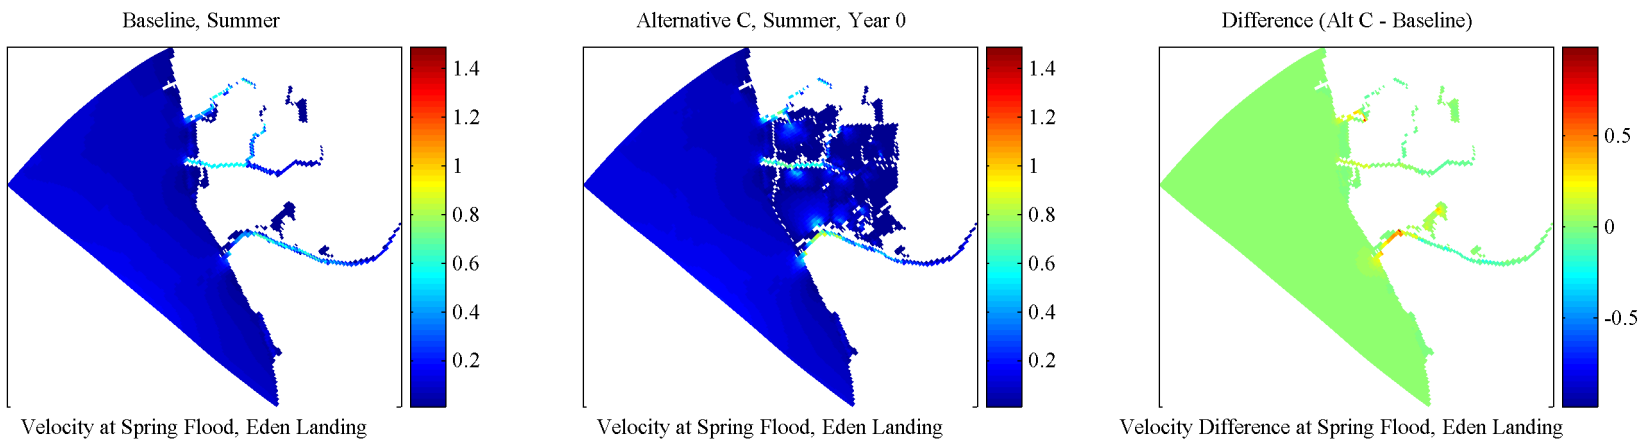 Baseline, Summer
1.4
1.2
1
0.8
0.6
0.4
0.2
Velocity at Spring Flood, Eden Landing
Alternative C, Summer, Year 0
1.4
1.2
1
0.8
0.6
0.4
0.2
Velocity at Spring Flood, Eden Landing
Difference (Alt C - Baseline)
0.5
0
-0.5
Velocity Difference at Spring Flood, Eden Landing